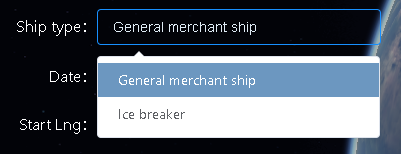 Ship type: General merchant ship
Date: General merchant ship
Ice breaker
Start Lng: